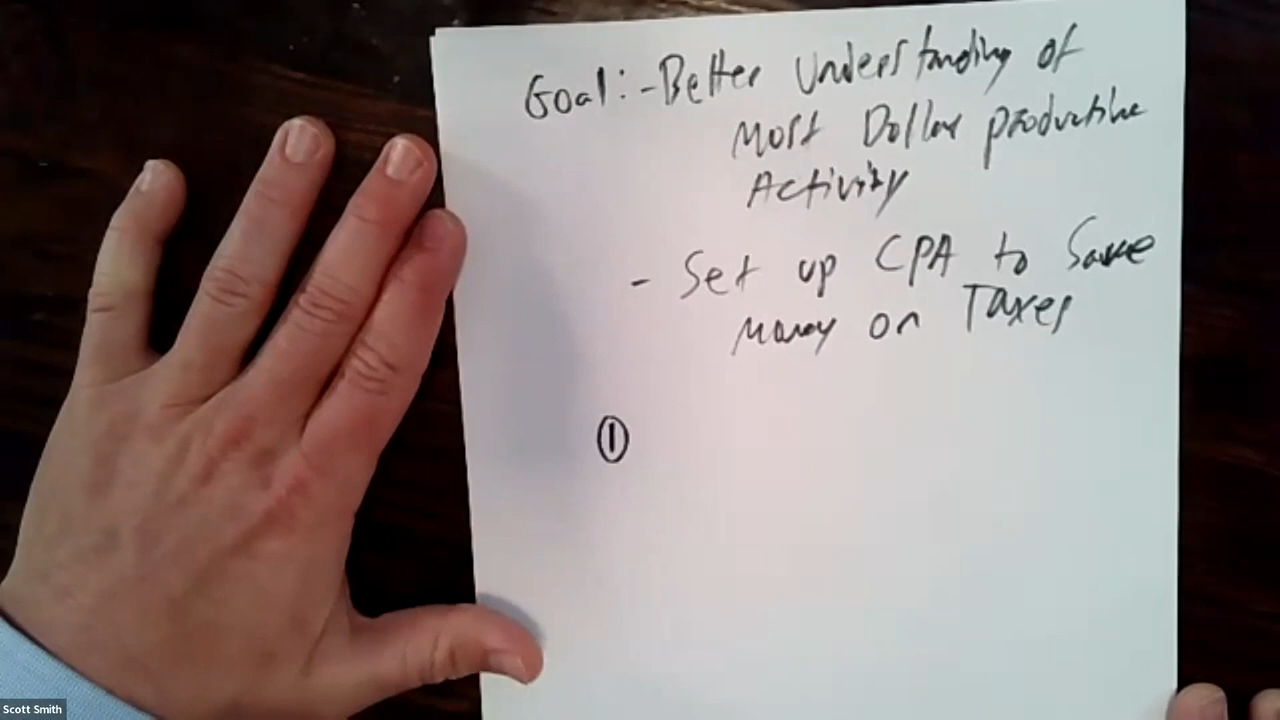 Goal: - Better Understanding of
Most Dollar productive
Activity
- Set up CPA to Save
Money on Taxes
①
Scott Smith